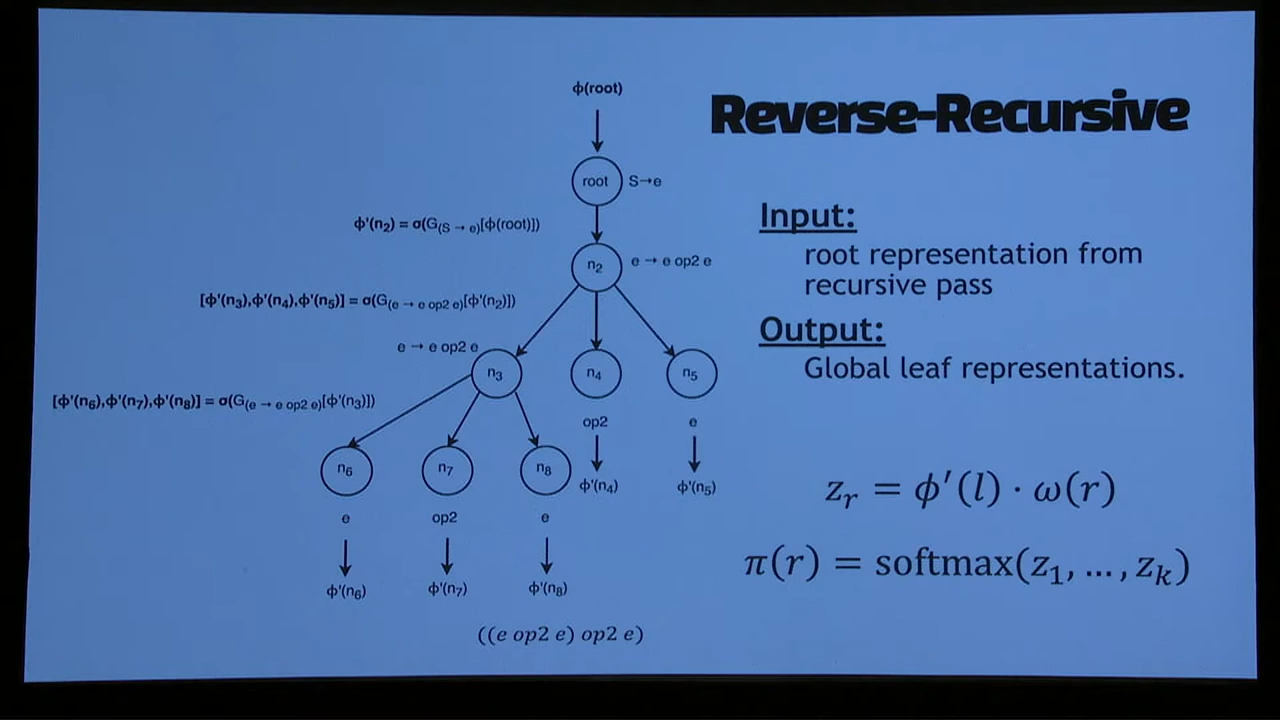 Reverse-Recursive
ϕ(root)
root
S→e
ϕ'(n₂) = σ(G(S → e)[ϕ(root)])
n₂
e → e op2 e
[ϕ'(n₃),ϕ'(n₄),ϕ'(n₅)] = σ(G(e → e op2 e)[ϕ'(n₂)])
e → e op2 e
n₃
n₄
n₅
op2
e
ϕ'(n₄)
ϕ'(n₅)
[ϕ'(n₆),ϕ'(n₇),ϕ'(n₈)] = σ(G(e → e op2 e)[ϕ'(n₃)])
n₆
n₇
n₈
e
op2
e
ϕ'(n₆)
ϕ'(n₇)
ϕ'(n₈)
((e op2 e) op2 e)
Input:
root representation from
recursive pass
Output:
Global leaf representations.
zᵣ = ϕ′(l) · ω(r)
π(r) = softmax(z₁, … , zₖ)